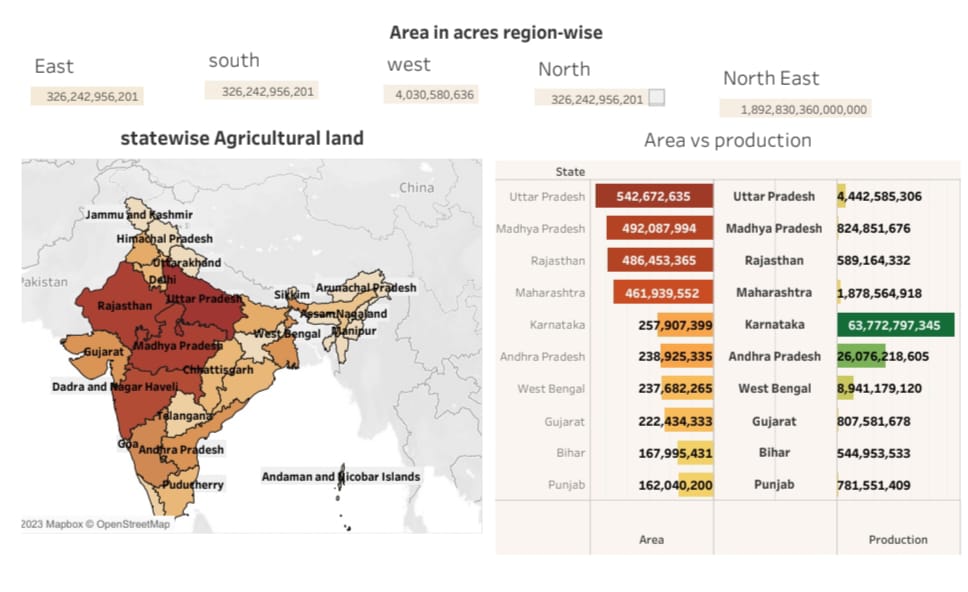 Area in acres region-wise
East
south
west
North
North East
326,242,956,201
326,242,956,201
4,030,580,636
326,242,956,201
1,892,830,360,000,000
statewise Agricultural land
China
Jammu and Kashmir
Himachal Pradesh
Uttarakhand
Pakistan
Delhi
Arunachal Pradesh
Sikkim
Rajasthan
Uttar Pradesh
Assam
Nagaland
West Bengal
Manipur
Madhya Pradesh
Gujarat
Chhattisgarh
Dadra and Nagar Haveli
Telangana
Goa
Andhra Pradesh
Andaman and Nicobar Islands
Puducherry
2023 Mapbox © OpenStreetMap
Area vs production
State
Uttar Pradesh 542,672,635 Uttar Pradesh 4,442,585,306
Madhya Pradesh 492,087,994 Madhya Pradesh 824,851,676
Rajasthan 486,453,365 Rajasthan 589,164,332
Maharashtra 461,939,552 Maharashtra 1,878,564,918
Karnataka 257,907,399 Karnataka 63,772,797,345
Andhra Pradesh 238,925,335 Andhra Pradesh 26,076,218,605
West Bengal 237,682,265 West Bengal 8,941,179,120
Gujarat 222,434,333 Gujarat 807,581,678
Bihar 167,995,431 Bihar 544,953,533
Punjab 162,040,200 Punjab 781,551,409
Area Production